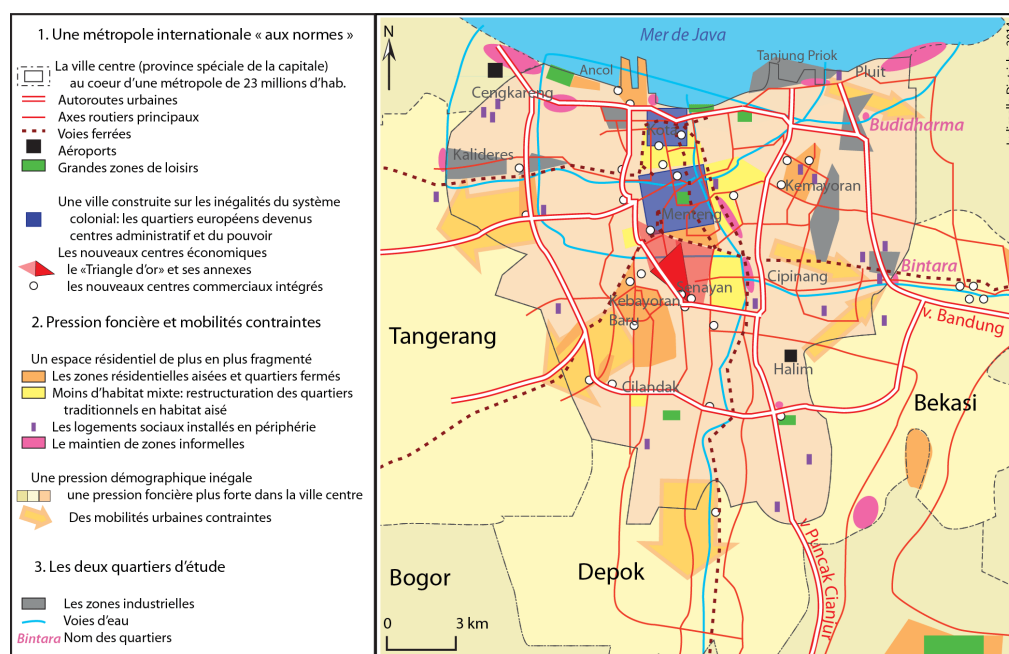 1. Une métropole internationale « aux normes »
La ville centre (province spéciale de la capitale)
au coeur d'une métropole de 23 millions d'hab.
Autoroutes urbaines
Axes routiers principaux
Voies ferrées
Aéroports
Grandes zones de loisirs
Une ville construite sur les inégalités du système
colonial: les quartiers européens devenus
centres administratif et du pouvoir
Les nouveaux centres économiques
le «Triangle d'or» et ses annexes
les nouveaux centres commerciaux intégrés
2. Pression foncière et mobilités contraintes
Un espace résidentiel de plus en plus fragmenté
Les zones résidentielles aisées et quartiers fermés
Moins d'habitat mixte: restructuration des quartiers
traditionnels en habitat aisé
Les logements sociaux installés en périphérie
Le maintien de zones informelles
Une pression démographique inégale
une pression foncière plus forte dans la ville centre
Des mobilités urbaines contraintes
3. Les deux quartiers d'étude
Les zones industrielles
Voies d'eau
Bintara Nom des quartiers
N
Mer de Java
Tanjung Priok
Ancol
Pluit
Cengkareng
Budidharma
Kota
Kalideres
Kemayoran
Menteng
Bintara
Cipinang
Senayan
Kebayoran
Baru
v. Bandung
Tangerang
Halim
Cilandak
Bekasi
v. Puncak Cianjur
Bogor
Depok
0 3 km